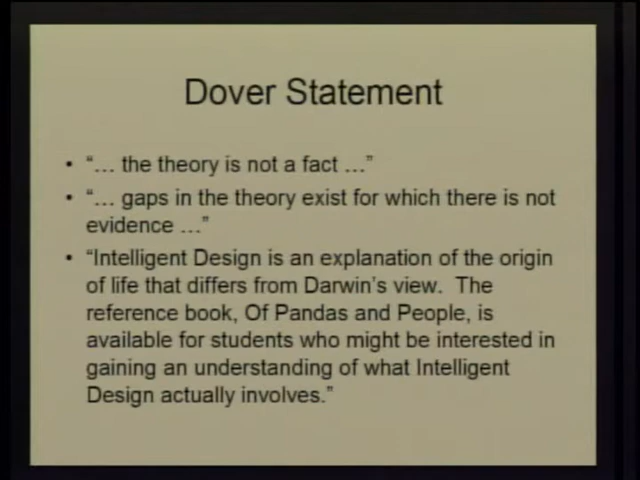 Dover Statement
• “… the theory is not a fact …”
• “… gaps in the theory exist for which there is not
evidence …”
• “Intelligent Design is an explanation of the origin
of life that differs from Darwin’s view.  The
reference book, Of Pandas and People, is
available for students who might be interested in
gaining an understanding of what Intelligent
Design actually involves.”